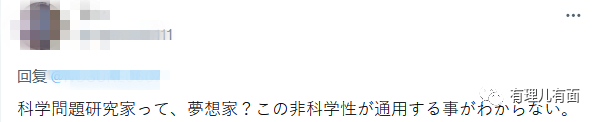 11
回复 @
科学問題研究家って、夢想家？この非科学性が通用する事がわからない。
有理儿有面